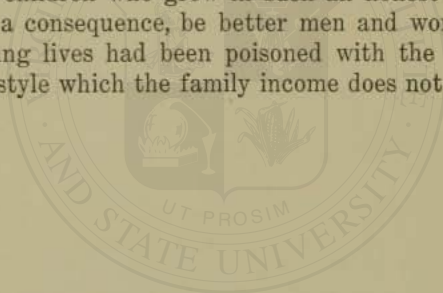 a consequence, be better men and wo
ng lives had been poisoned with the
style which the family income does not
UT PROSIM
AND STATE UNIVERSITY